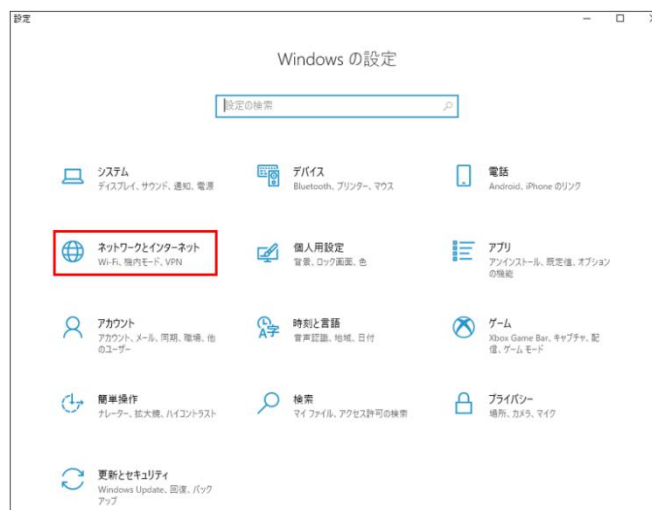 設定
Windows の設定
設定の検索
システム
ディスプレイ、サウンド、通知、電源
デバイス
Bluetooth、プリンター、マウス
電話
Android、iPhone のリンク
ネットワークとインターネット
Wi-Fi、機内モード、VPN
個人用設定
背景、ロック画面、色
アプリ
アンインストール、既定値、オプション
の機能
アカウント
アカウント、メール、同期、職場、他
のユーザー
時刻と言語
音声認識、地域、日付
ゲーム
Xbox Game Bar、キャプチャ、配
信、ゲーム モード
簡単操作
ナレーター、拡大鏡、ハイコントラスト
検索
マイ ファイル、アクセス許可の検索
プライバシー
場所、カメラ、マイク
更新とセキュリティ
Windows Update、回復、バック
アップ